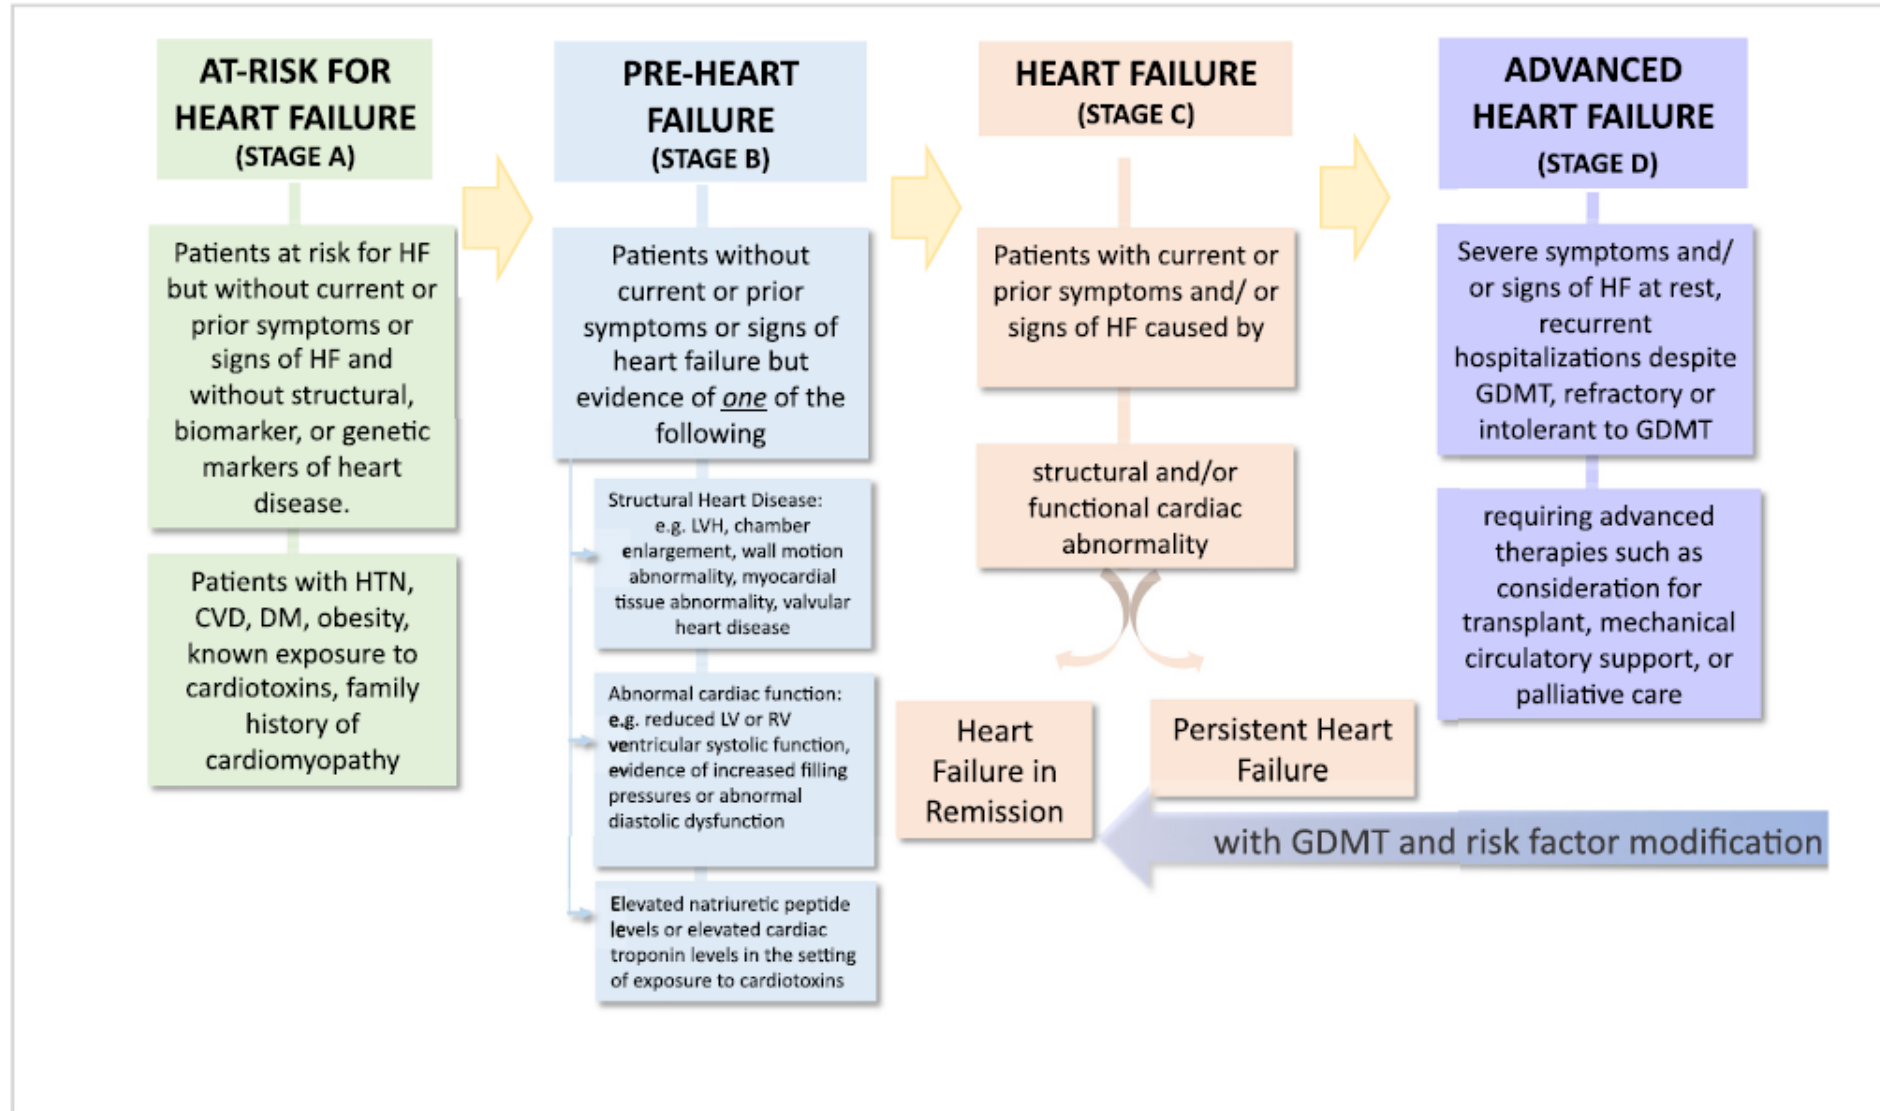 AT-RISK FOR
HEART FAILURE
(STAGE A)
Patients at risk for HF
but without current or
prior symptoms or
signs of HF and
without structural,
biomarker, or genetic
markers of heart
disease.
Patients with HTN,
CVD, DM, obesity,
known exposure to
cardiotoxins, family
history of
cardiomyopathy
PRE-HEART
FAILURE
(STAGE B)
Patients without
current or prior
symptoms or signs of
heart failure but
evidence of one of the
following
Structural Heart Disease:
e.g. LVH, chamber
enlargement, wall motion
abnormality, myocardial
tissue abnormality, valvular
heart disease
Abnormal cardiac function:
e.g. reduced LV or RV
ventricular systolic function,
evidence of increased filling
pressures or abnormal
diastolic dysfunction
Elevated natriuretic peptide
levels or elevated cardiac
troponin levels in the setting
of exposure to cardiotoxins
HEART FAILURE
(STAGE C)
Patients with current or
prior symptoms and/ or
signs of HF caused by
structural and/or
functional cardiac
abnormality
Heart
Failure in
Remission
Persistent Heart
Failure
with GDMT and risk factor modification
ADVANCED
HEART FAILURE
(STAGE D)
Severe symptoms and/
or signs of HF at rest,
recurrent
hospitalizations despite
GDMT, refractory or
intolerant to GDMT
requiring advanced
therapies such as
consideration for
transplant, mechanical
circulatory support, or
palliative care